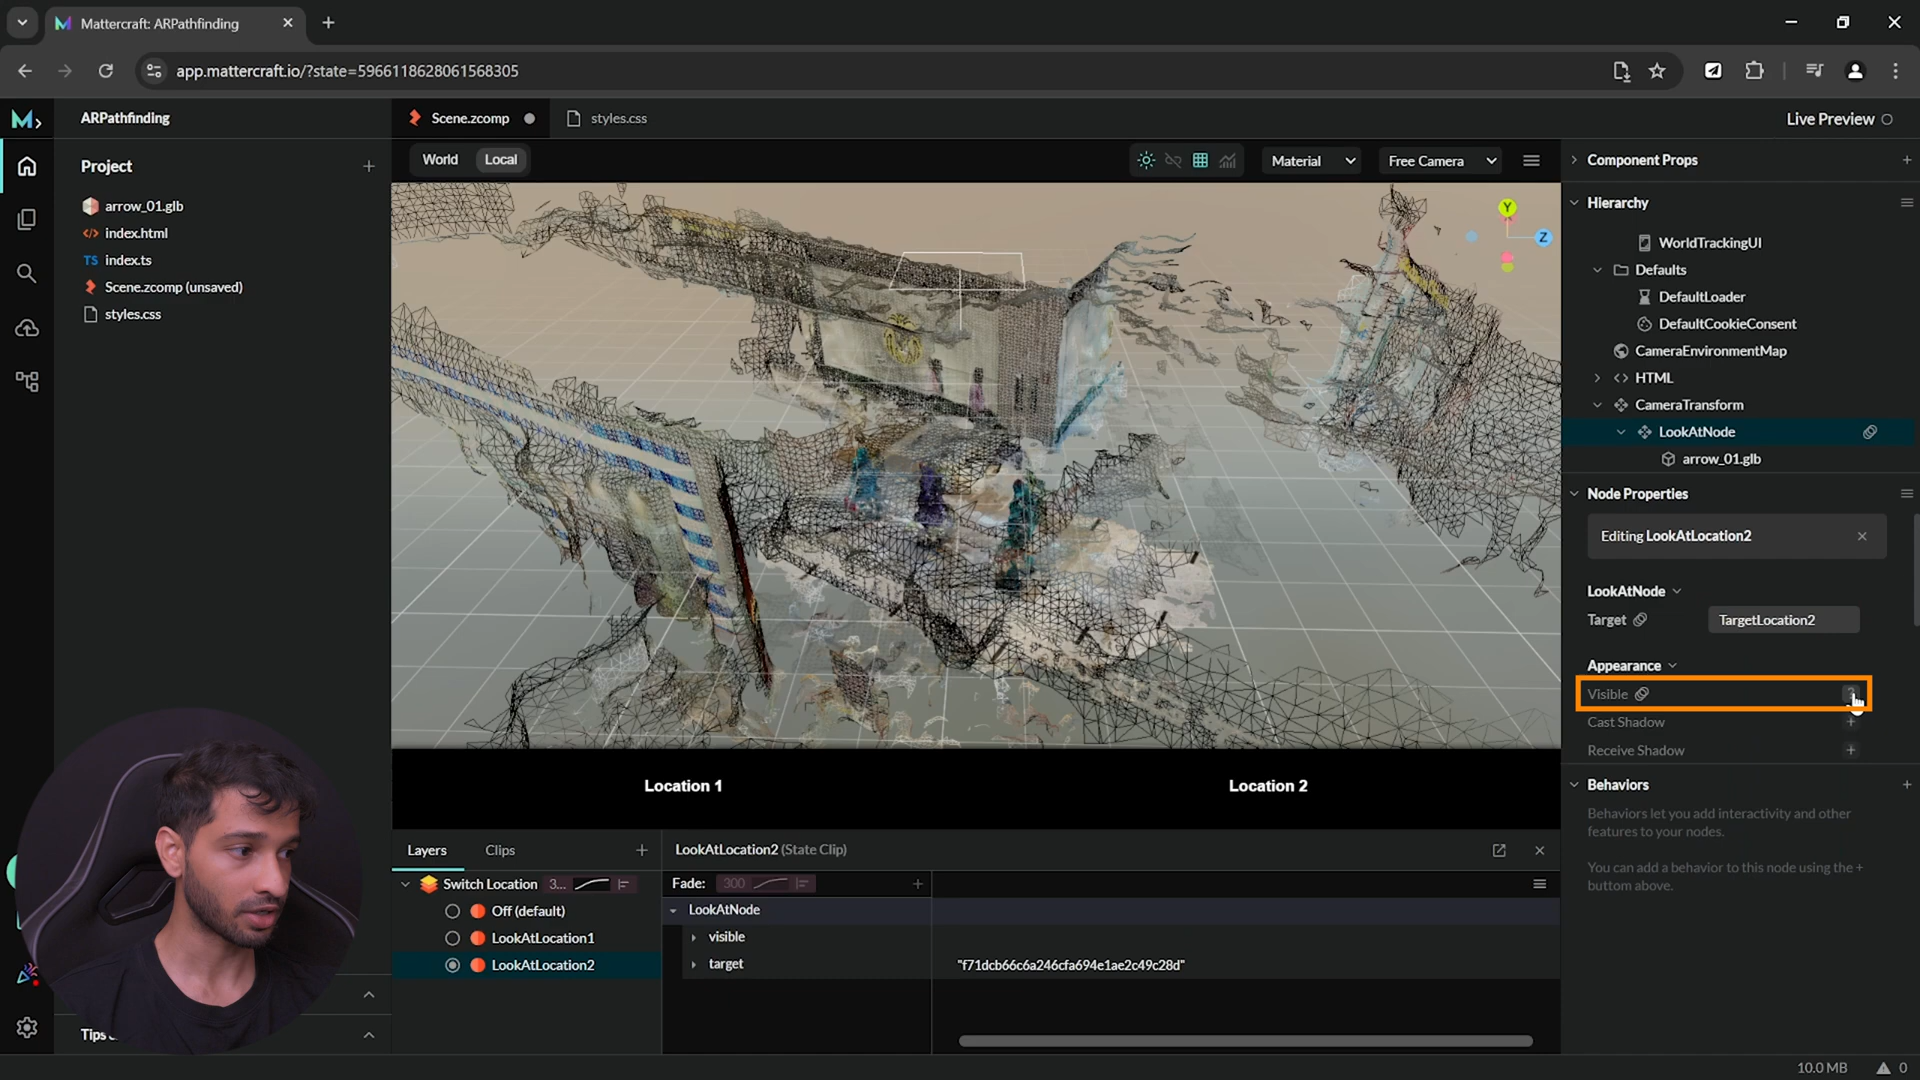 Mattercraft: ARPathfinding
app.mattercraft.io/?state=5966118628061568305
ARPathfinding
Scene.zcomp
styles.css
Live Preview
Project
World
Local
Material
Free Camera
Component Props
arrow_01.glb
index.html
TS index.ts
Scene.zcomp (unsaved)
styles.css
Y
Z
Hierarchy
WorldTrackingUI
Defaults
DefaultLoader
DefaultCookieConsent
CameraEnvironmentMap
HTML
CameraTransform
LookAtNode
arrow_01.glb
Node Properties
Editing LookAtLocation2
LookAtNode
Target
TargetLocation2
Appearance
Visible
Cast Shadow
Receive Shadow
Behaviors
Behaviors let you add interactivity and other
features to your nodes.
You can add a behavior to this node using the +
buttom above.
Location 1
Location 2
Layers
Clips
LookAtLocation2 (State Clip)
Switch Location
3...
Fade:
300
Off (default)
LookAtLocation1
LookAtLocation2
LookAtNode
visible
target
"f71dcb66c6a246cfa694e1ae2c49c28d"
10.0 MB
0